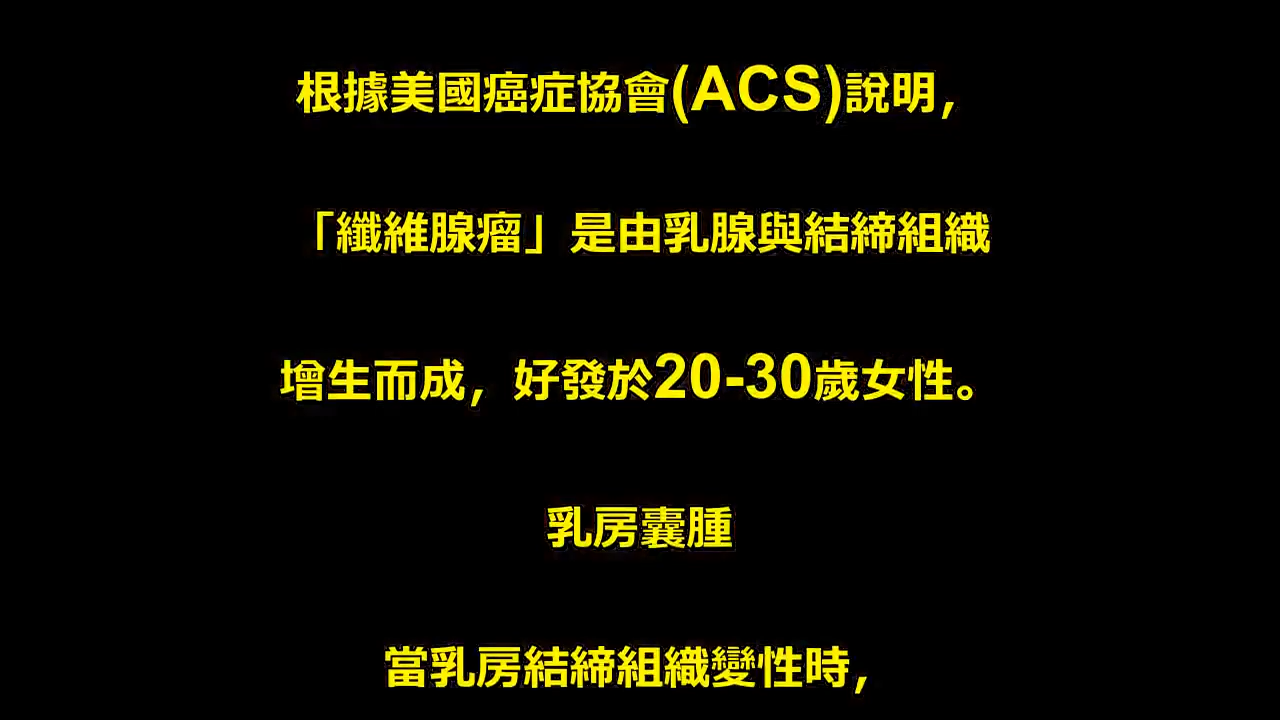 根據美國癌症協會(ACS)說明，
「纖維腺瘤」是由乳腺與結締組織
增生而成，好發於20-30歲女性。
乳房囊腫
當乳房結締組織變性時，